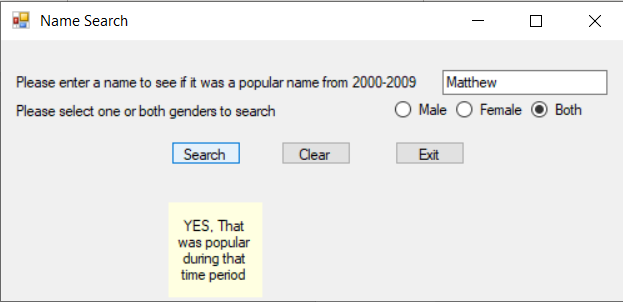 Name Search
Please enter a name to see if it was a popular name from 2000-2009 Matthew
Please select one or both genders to search Male Female Both
Search Clear Exit
YES, That
was popular
during that
time period